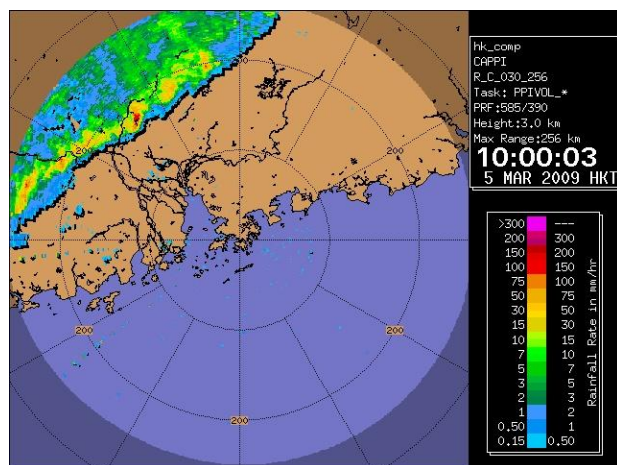 hk_comp
CAPPI
R_C_030_256
Task: PPIVOL_*
PRF:585/390
Height:3.0 km
Max Range:256 km
10:00:03
5 MAR 2009 HKT
200
200
200
200
200
200
>300 ---
200 300
150 200
100 150
75 100
50 75
30 50
15 30
10 15
7 10
5 7
3 5
2 3
1 2
0.50 1
0.15 0.50
Rainfall Rate in mm/hr